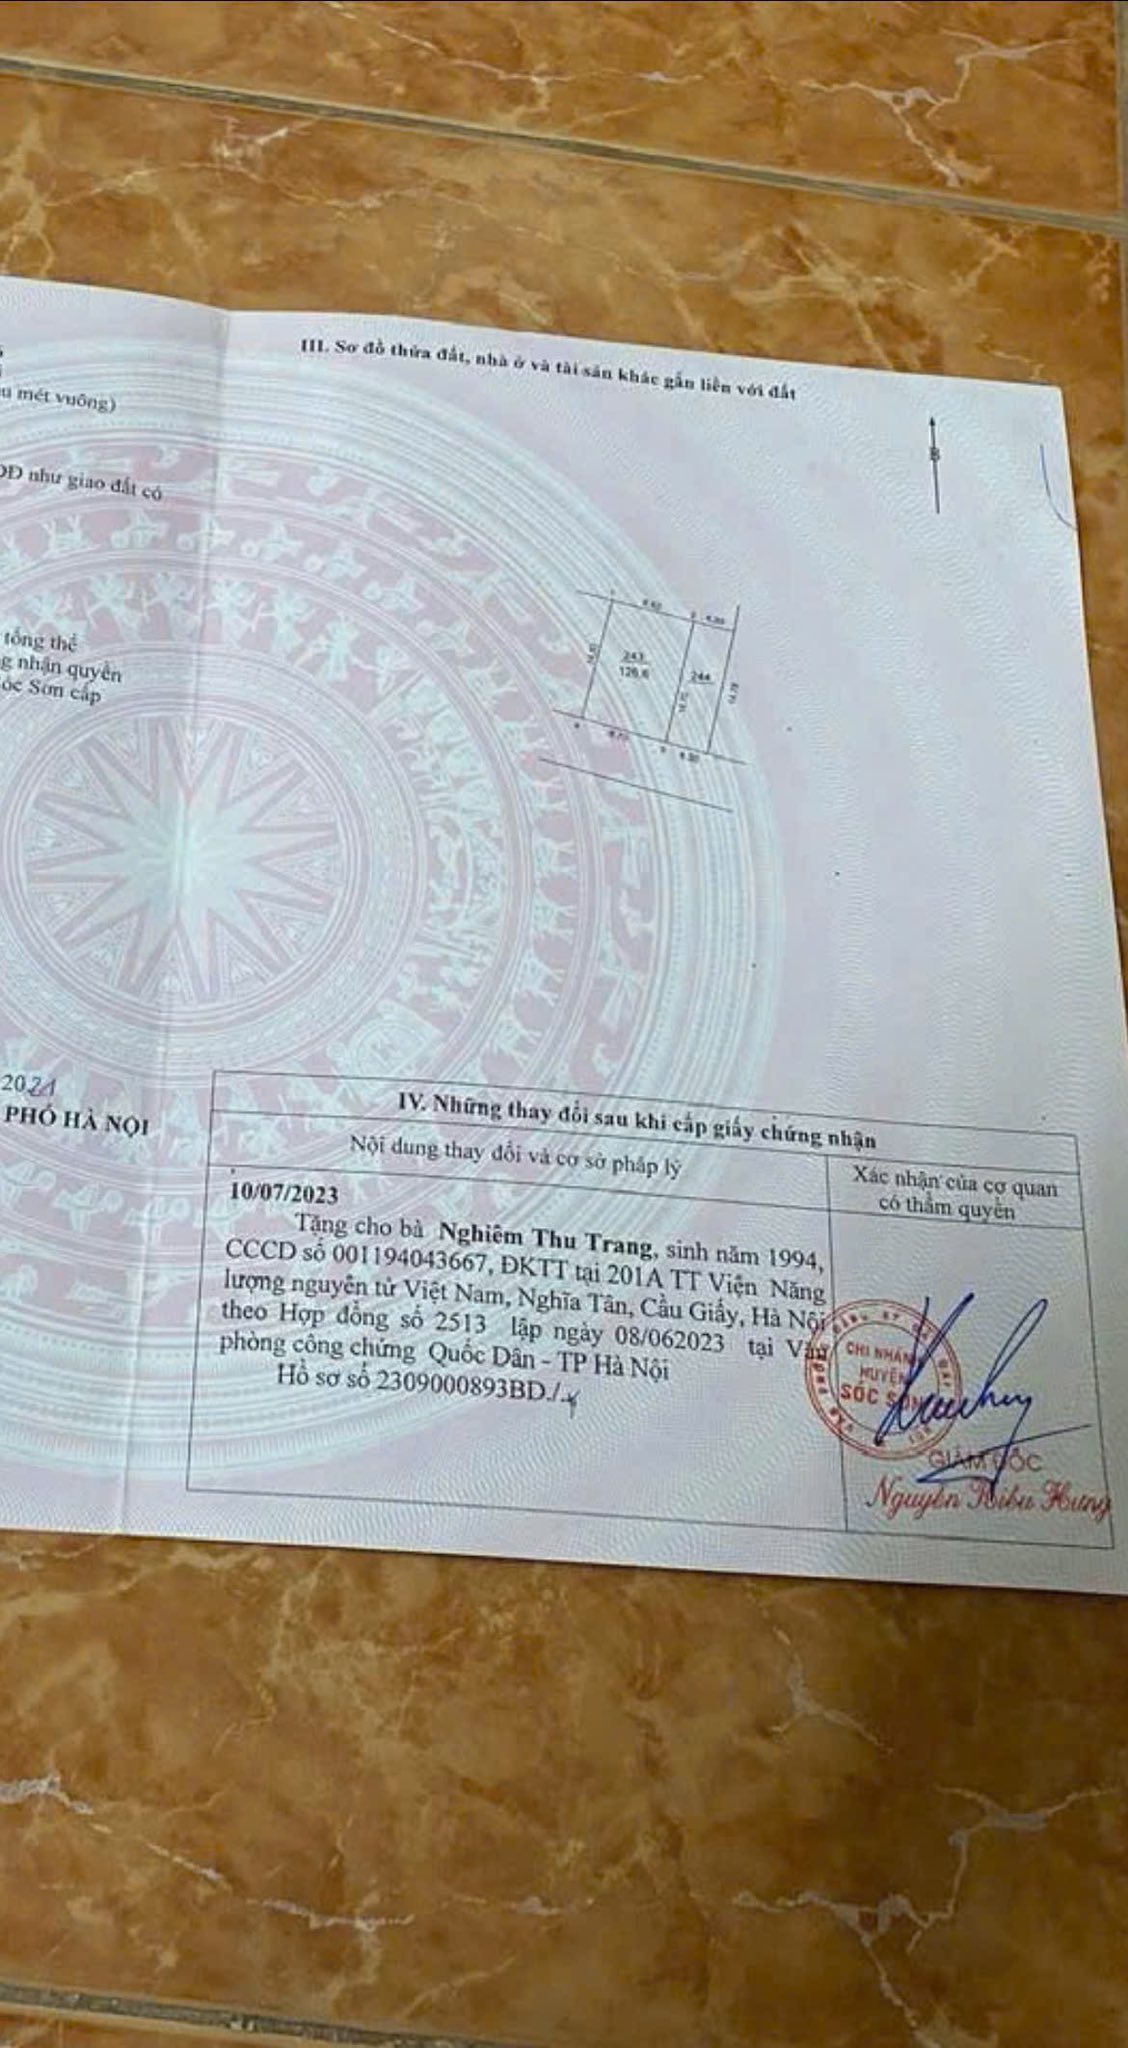 u mét vuông)
ĐĐ như giao đất có
tổng thể
g nhận quyền
óc Sơn cấp
2021
PHỐ HÀ NỘI
III. Sơ đồ thửa đất, nhà ở và tài sản khác gắn liền với đất
B
243
126,6
244
IV. Những thay đổi sau khi cấp giấy chứng nhận
Nội dung thay đổi và cơ sở pháp lý
Xác nhận của cơ quan
có thẩm quyền
10/07/2023
Tặng cho bà Nghiêm Thu Trang, sinh năm 1994,
CCCD số 001194043667, ĐKTT tại 201A TT Viện Năng
lượng nguyên tử Việt Nam, Nghĩa Tân, Cầu Giấy, Hà Nội
theo Hợp đồng số 2513 lập ngày 08/062023 tại Văn
phòng công chứng Quốc Dân - TP Hà Nội
Hồ sơ số 2309000893BD./.
CHI NHÁNH
HUYỆN
SÓC SƠN
GIÁM ĐỐC
Nguyễn Hưng